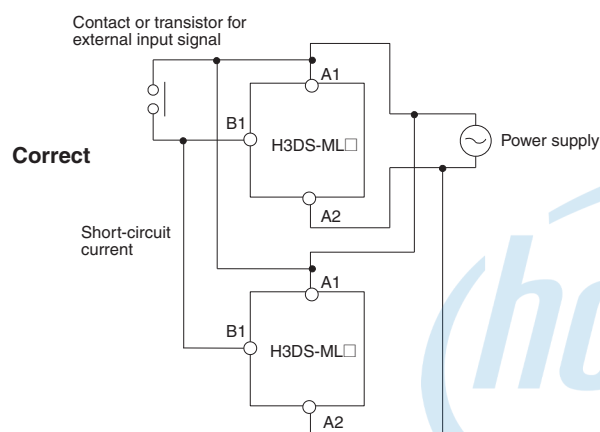 Contact or transistor for
external input signal
A1
B1
H3DS-ML□
Power supply
Correct
A2
Short-circuit
current
A1
B1
H3DS-ML□
A2
(ho